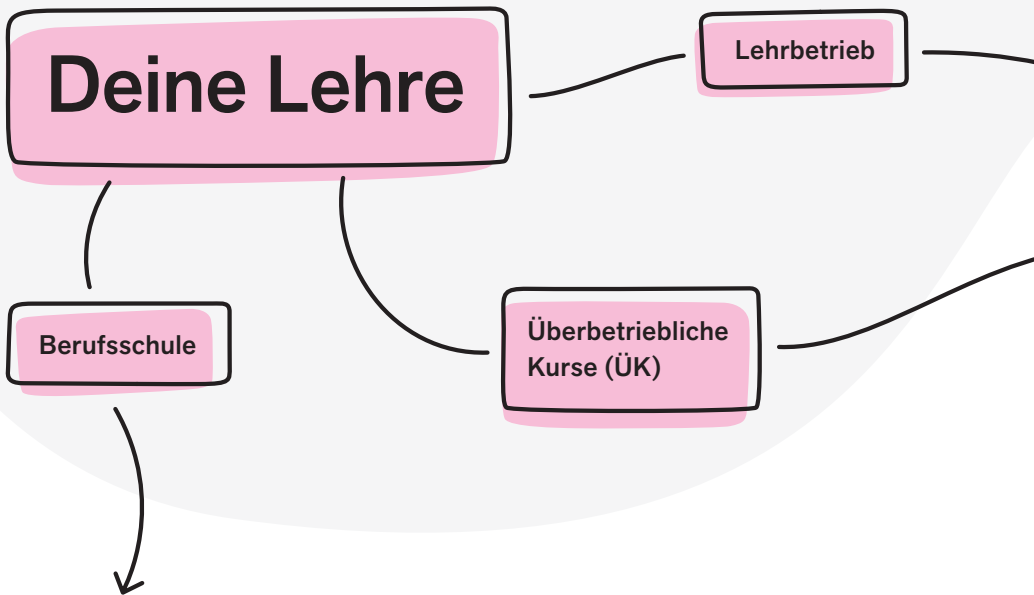 Deine Lehre
Lehrbetrieb
Berufsschule
Überbetriebliche
Kurse (ÜK)